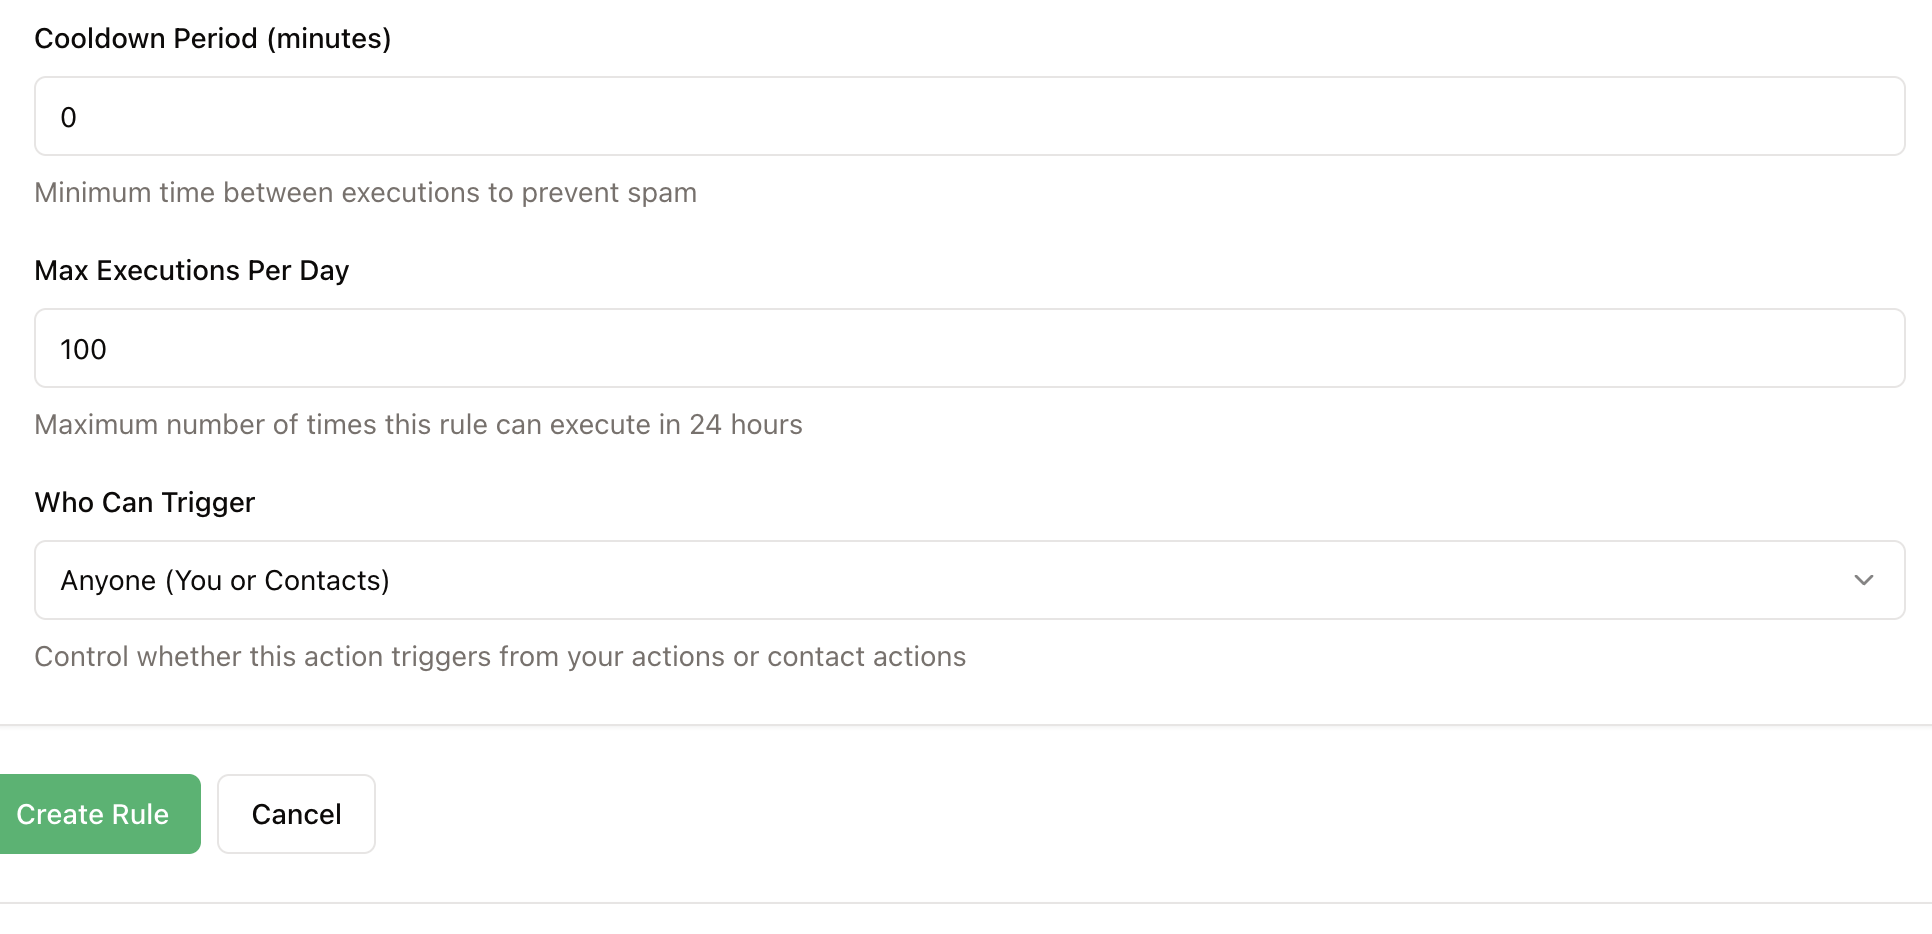 Cooldown Period (minutes)
0
Minimum time between executions to prevent spam
Max Executions Per Day
100
Maximum number of times this rule can execute in 24 hours
Who Can Trigger
Anyone (You or Contacts)
Control whether this action triggers from your actions or contact actions
Create Rule
Cancel